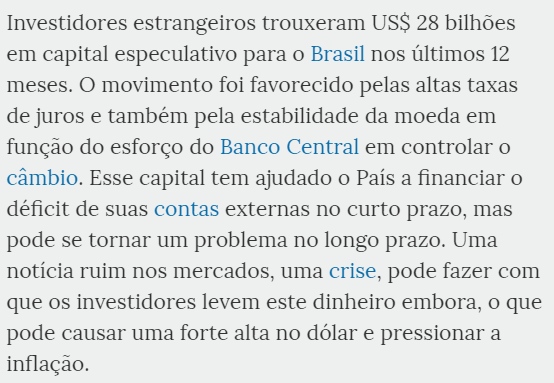 Investidores estrangeiros trouxeram US$ 28 bilhões
em capital especulativo para o Brasil nos últimos 12
meses. O movimento foi favorecido pelas altas taxas
de juros e também pela estabilidade da moeda em
função do esforço do Banco Central em controlar o
câmbio. Esse capital tem ajudado o País a financiar o
déficit de suas contas externas no curto prazo, mas
pode se tornar um problema no longo prazo. Uma
notícia ruim nos mercados, uma crise, pode fazer com
que os investidores levem este dinheiro embora, o que
pode causar uma forte alta no dólar e pressionar a
inflação.